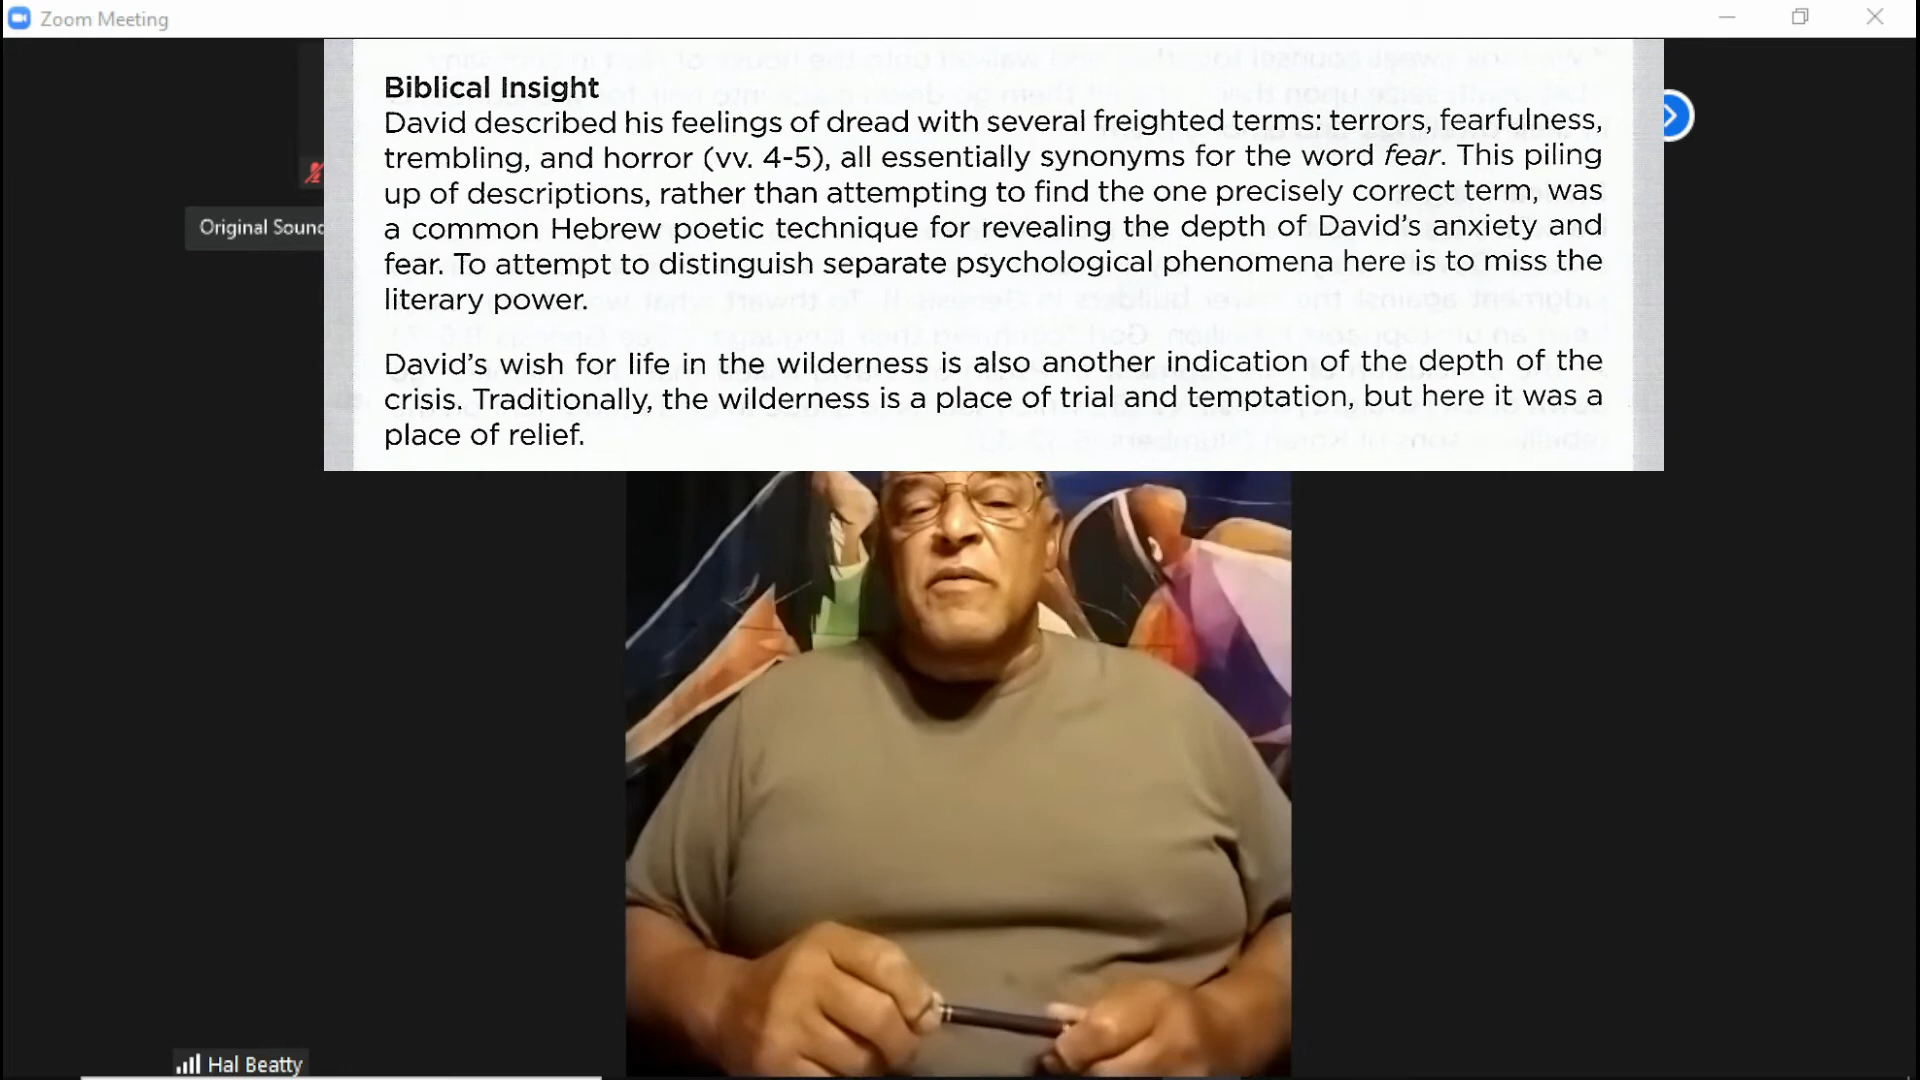 Zoom Meeting
Biblical Insight
David described his feelings of dread with several freighted terms: terrors, fearfulness,
trembling, and horror (vv. 4-5), all essentially synonyms for the word fear. This piling
up of descriptions, rather than attempting to find the one precisely correct term, was
a common Hebrew poetic technique for revealing the depth of David's anxiety and
fear. To attempt to distinguish separate psychological phenomena here is to miss the
literary power.
David's wish for life in the wilderness is also another indication of the depth of the
crisis. Traditionally, the wilderness is a place of trial and temptation, but here it was a
place of relief.
Original Sound
Hal Beatty